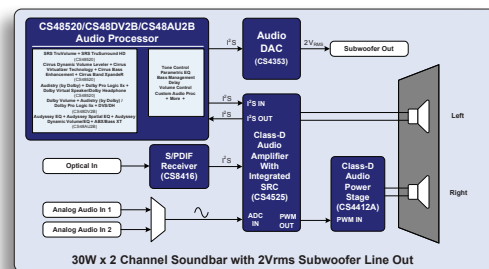 CS48520/CS48DV2B/CS48AU2B
Audio Processor
SRS TruVolume + SRS TruSurround HD
(CS48520)
Cirrus Dynamic Volume Leveler + Cirrus
Virtualizer Technology + Cirrus Bass
Enhancement + Cirrus Band XpandeR
(CS48520)
Audistry (by Dolby) + Dolby Pro Logic IIx +
Dolby Virtual Speaker/Dolby Headphone
(CS48520)
Dolby Volume + Audistry (by Dolby) /
Dolby Pro Logic IIx + DVS/DH
(CS48DV2B)
Audyssey EQ + Audyssey Spatial EQ + Audyssey
Dynamic Volume/EQ + ABX/Bass XT
(CS48AU2B)
Tone Control
Parametric EQ
Bass Management
Delay
Volume Control
Custom Audio Proc
+ More +
I²S
Audio
DAC
(CS4353)
2VRMS
Subwoofer Out
I²S IN
I²S OUT
Class-D
Audio
Amplifier
With
Integrated
SRC
(CS4525)
ADC
IN
PWM
OUT
Optical In
S/PDIF
Receiver
(CS8416)
I²S
Analog Audio In 1
Analog Audio In 2
Class-D
Audio
Power
Stage
(CS4412A)
PWM IN
Left
Right
30W x 2 Channel Soundbar with 2Vrms Subwoofer Line Out